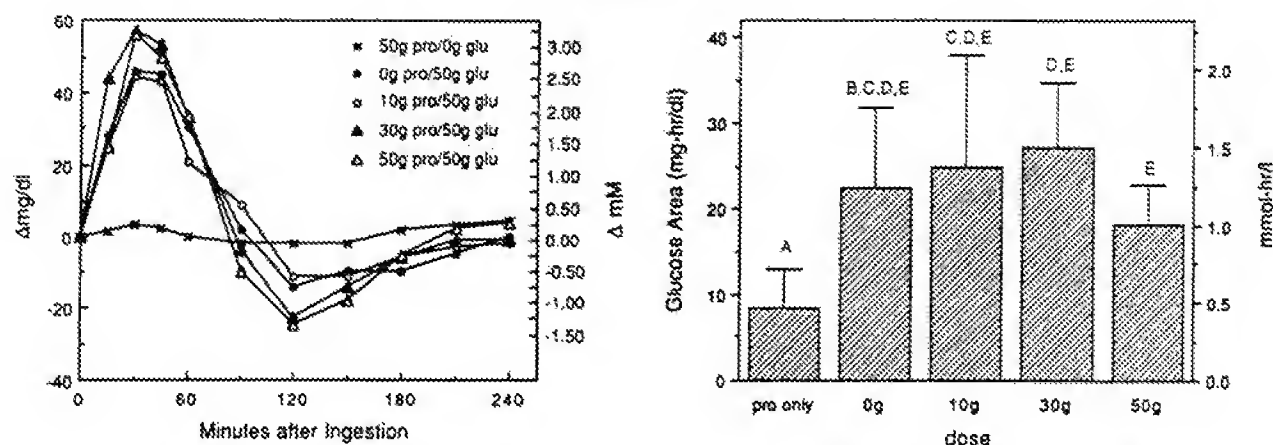 60
40
20
0
-20
-40
Δmg/dl
3.00
2.50
2.00
1.50
1.00
0.50
0.00
-0.50
-1.00
-1.50
Δ mM
50g pro/0g glu
0g pro/50g glu
10g pro/50g glu
30g pro/50g glu
50g pro/50g glu
0 60 120 180 240
Minutes after Ingestion
40
30
20
10
0
Glucose Area (mg·hr/dl)
A
B,C,D,E
C,D,E
D,E
E
2.0
1.5
1.0
0.5
0.0
mmol·hr/l
pro only 0g 10g 30g 50g
dose